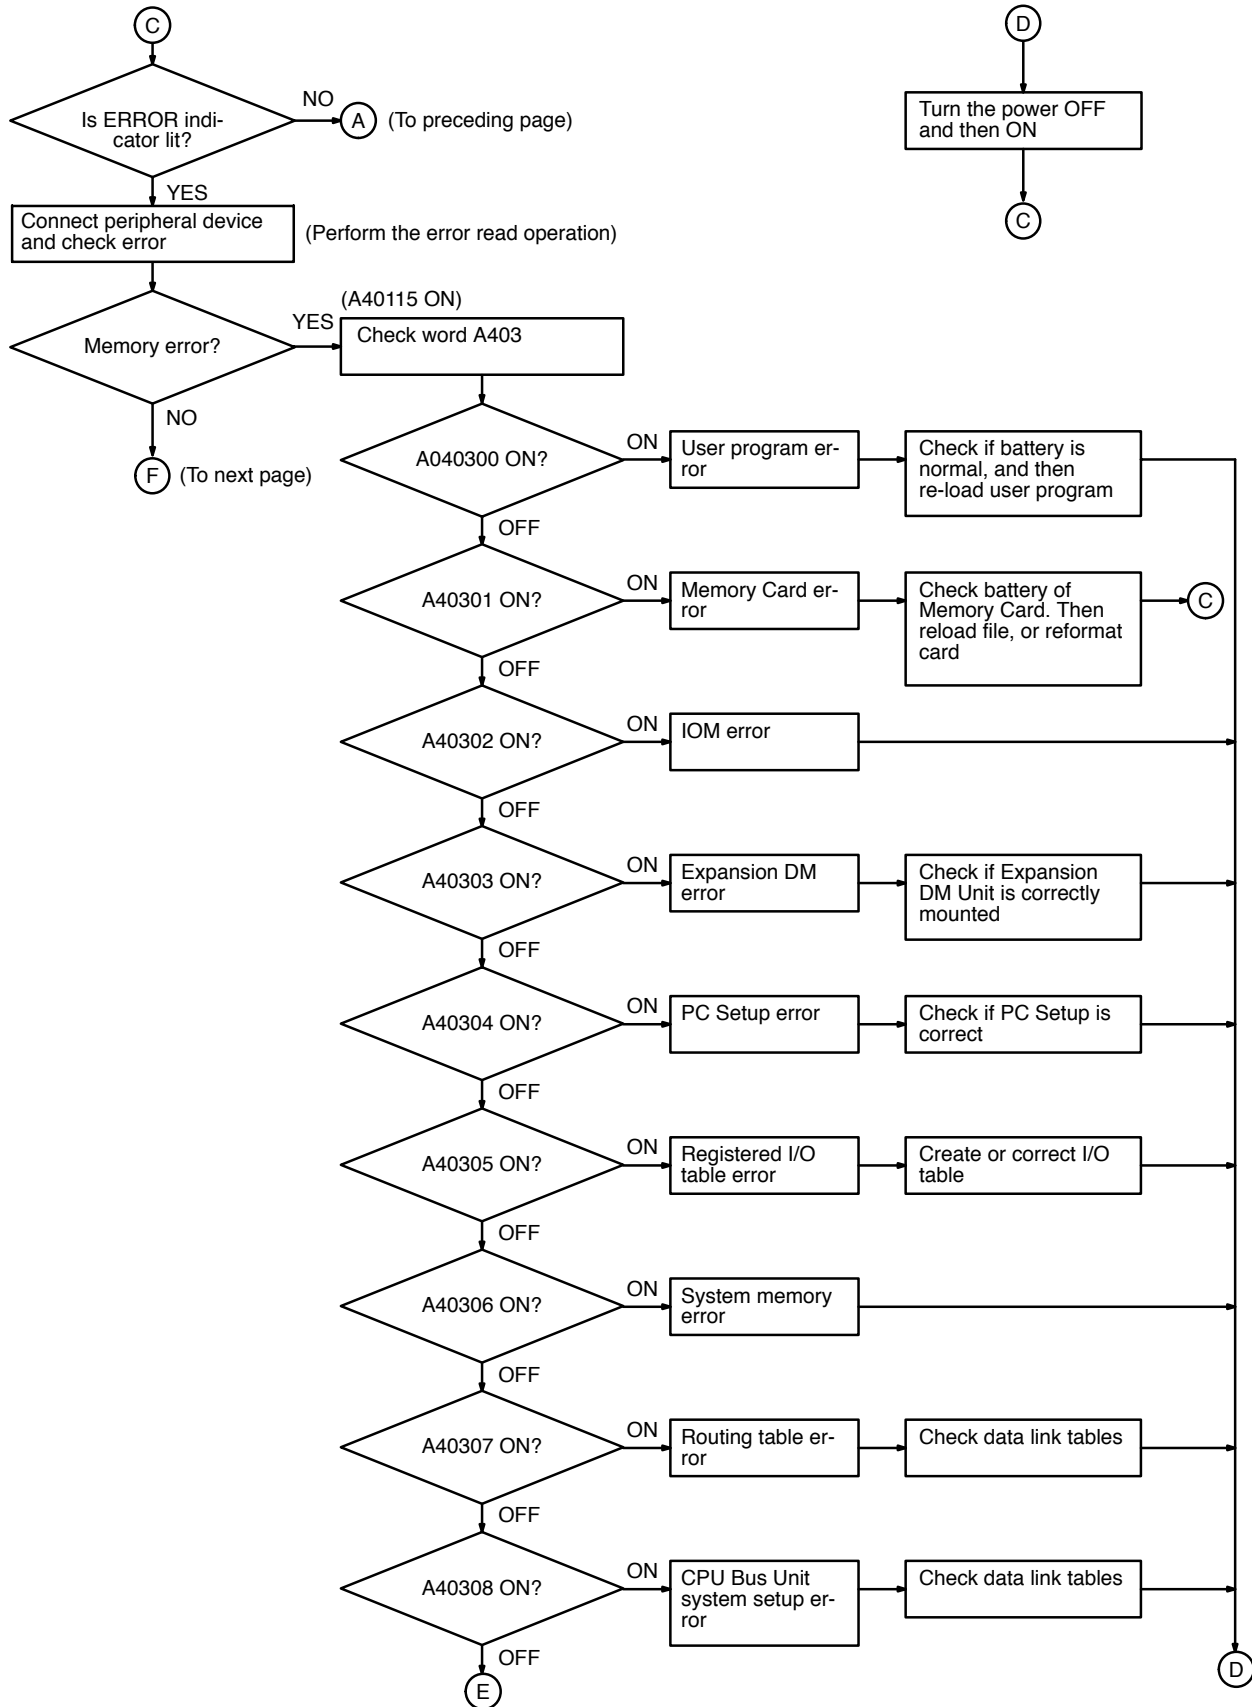 C
D
Is ERROR indi-
cator lit?
NO
A
(To preceding page)
Turn the power OFF
and then ON
YES
C
Connect peripheral device
and check error
(Perform the error read operation)
(A40115 ON)
Memory error?
YES
Check word A403
NO
F
(To next page)
A040300 ON?
ON
User program er-
ror
Check if battery is
normal, and then
re-load user program
OFF
A40301 ON?
ON
Memory Card er-
ror
Check battery of
Memory Card. Then
reload file, or reformat
card
C
OFF
A40302 ON?
ON
IOM error
OFF
A40303 ON?
ON
Expansion DM
error
Check if Expansion
DM Unit is correctly
mounted
OFF
A40304 ON?
ON
PC Setup error
Check if PC Setup is
correct
OFF
A40305 ON?
ON
Registered I/O
table error
Create or correct I/O
table
OFF
A40306 ON?
ON
System memory
error
OFF
A40307 ON?
ON
Routing table er-
ror
Check data link tables
OFF
A40308 ON?
ON
CPU Bus Unit
system setup er-
ror
Check data link tables
OFF
E
D